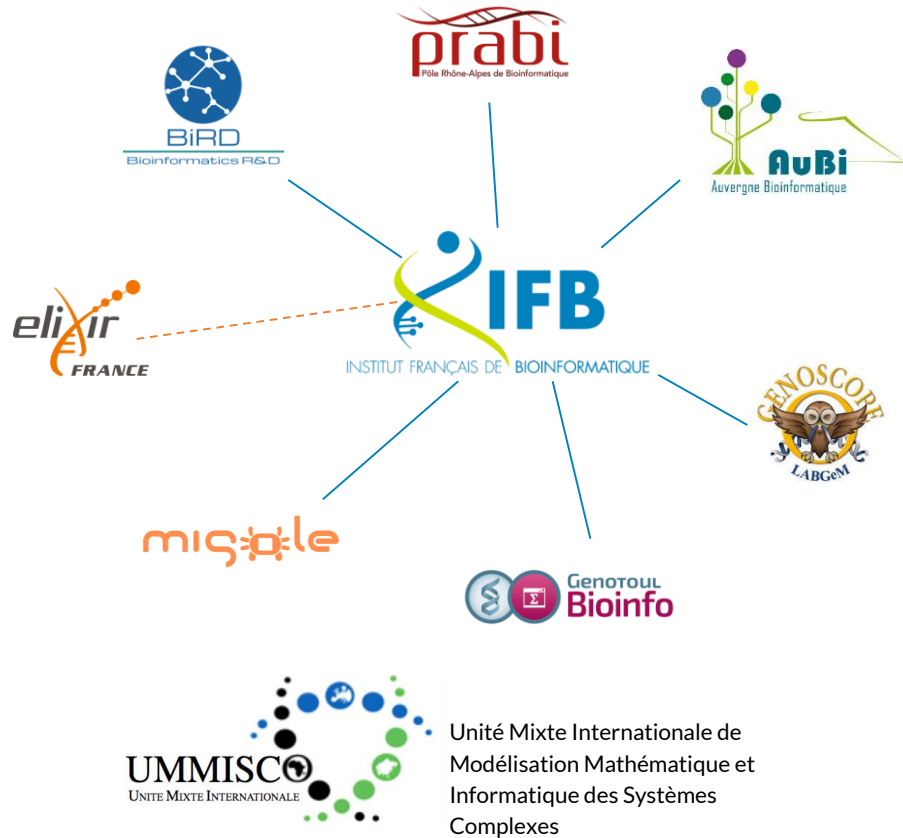 prabi
Pôle Rhône-Alpes de Bioinformatique
BiRD
Bioinformatics R&D
AuBi
Auvergne Bioinformatique
IFB
INSTITUT FRANÇAIS DE BIOINFORMATIQUE
elixir
FRANCE
GENOSCOPE
LABGeM
migale
GENOTOUL
Bioinfo
Σ
UMMISCO
UNITE MIXTE INTERNATIONALE
Unité Mixte Internationale de
Modélisation Mathématique et
Informatique des Systèmes
Complexes